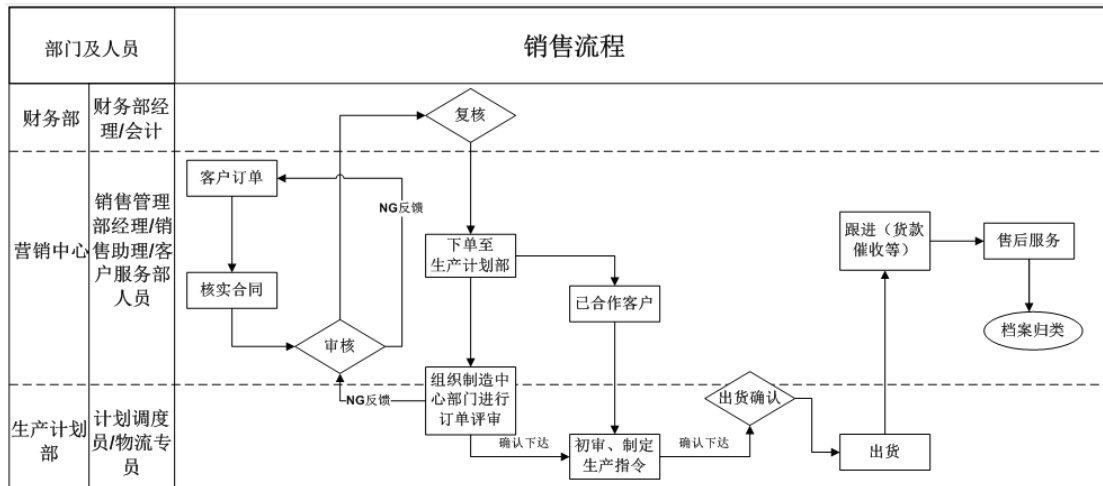 部门及人员
销售流程
财务部
财务部经
理/会计
复核
营销中心
销售管理
部经理/销
售助理/客
户服务部
人员
客户订单
NG反馈
核实合同
审核
下单至
生产计划部
已合作客户
跟进（货款
催收等）
售后服务
档案归类
生产计划
部
计划调度
员/物流专
员
NG反馈
组织制造中
心部门进行
订单评审
确认下达
初审、制定
生产指令
确认下达
出货确认
出货